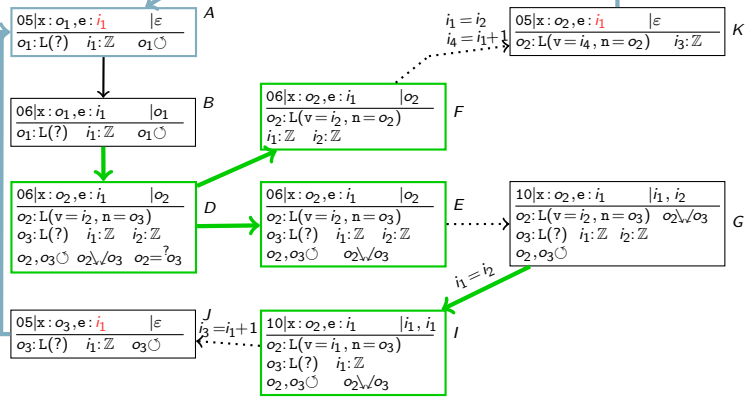 05|x:o₁,e:i₁ |ε
o₁:L(?) i₁:ℤ o₁↺
A
06|x:o₁,e:i₁ |o₁
o₁:L(?) i₁:ℤ o₁↺
B
06|x:o₂,e:i₁ |o₂
o₂:L(v=i₂,n=o₃)
o₃:L(?) i₁:ℤ i₂:ℤ
o₂,o₃↺ o₂↘↙o₃ o₂=?o₃
D
06|x:o₂,e:i₁ |o₂
o₂:L(v=i₂,n=o₂)
i₁:ℤ i₂:ℤ
F
i₁=i₂
i₄=i₁+1
05|x:o₂,e:i₁ |ε
o₂:L(v=i₄,n=o₂) i₃:ℤ
K
06|x:o₂,e:i₁ |o₂
o₂:L(v=i₂,n=o₃)
o₃:L(?) i₁:ℤ i₂:ℤ
o₂,o₃↺ o₂↘↙o₃
E
10|x:o₂,e:i₁ |i₁,i₂
o₂:L(v=i₂,n=o₃) o₂↘↙o₃
o₃:L(?) i₁:ℤ i₂:ℤ
o₂,o₃↺
G
i₁=i₂
10|x:o₂,e:i₁ |i₁,i₁
o₂:L(v=i₁,n=o₃)
o₃:L(?) i₁:ℤ
o₂,o₃↺ o₂↘↙o₃
I
i₃=i₁+1
05|x:o₃,e:i₁ |ε
o₃:L(?) i₁:ℤ o₃↺
J